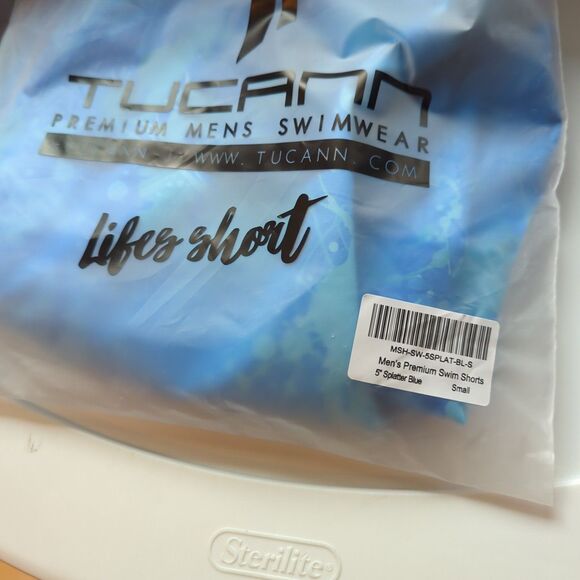 TUCANN
PREMIUM MENS SWIMWEAR
WWW. TUCANN. COM
Lifes short
MSH-SW-5SPLAT-BL-S
Men's Premium Swim Shorts
5" Splatter Blue Small
Sterilite®